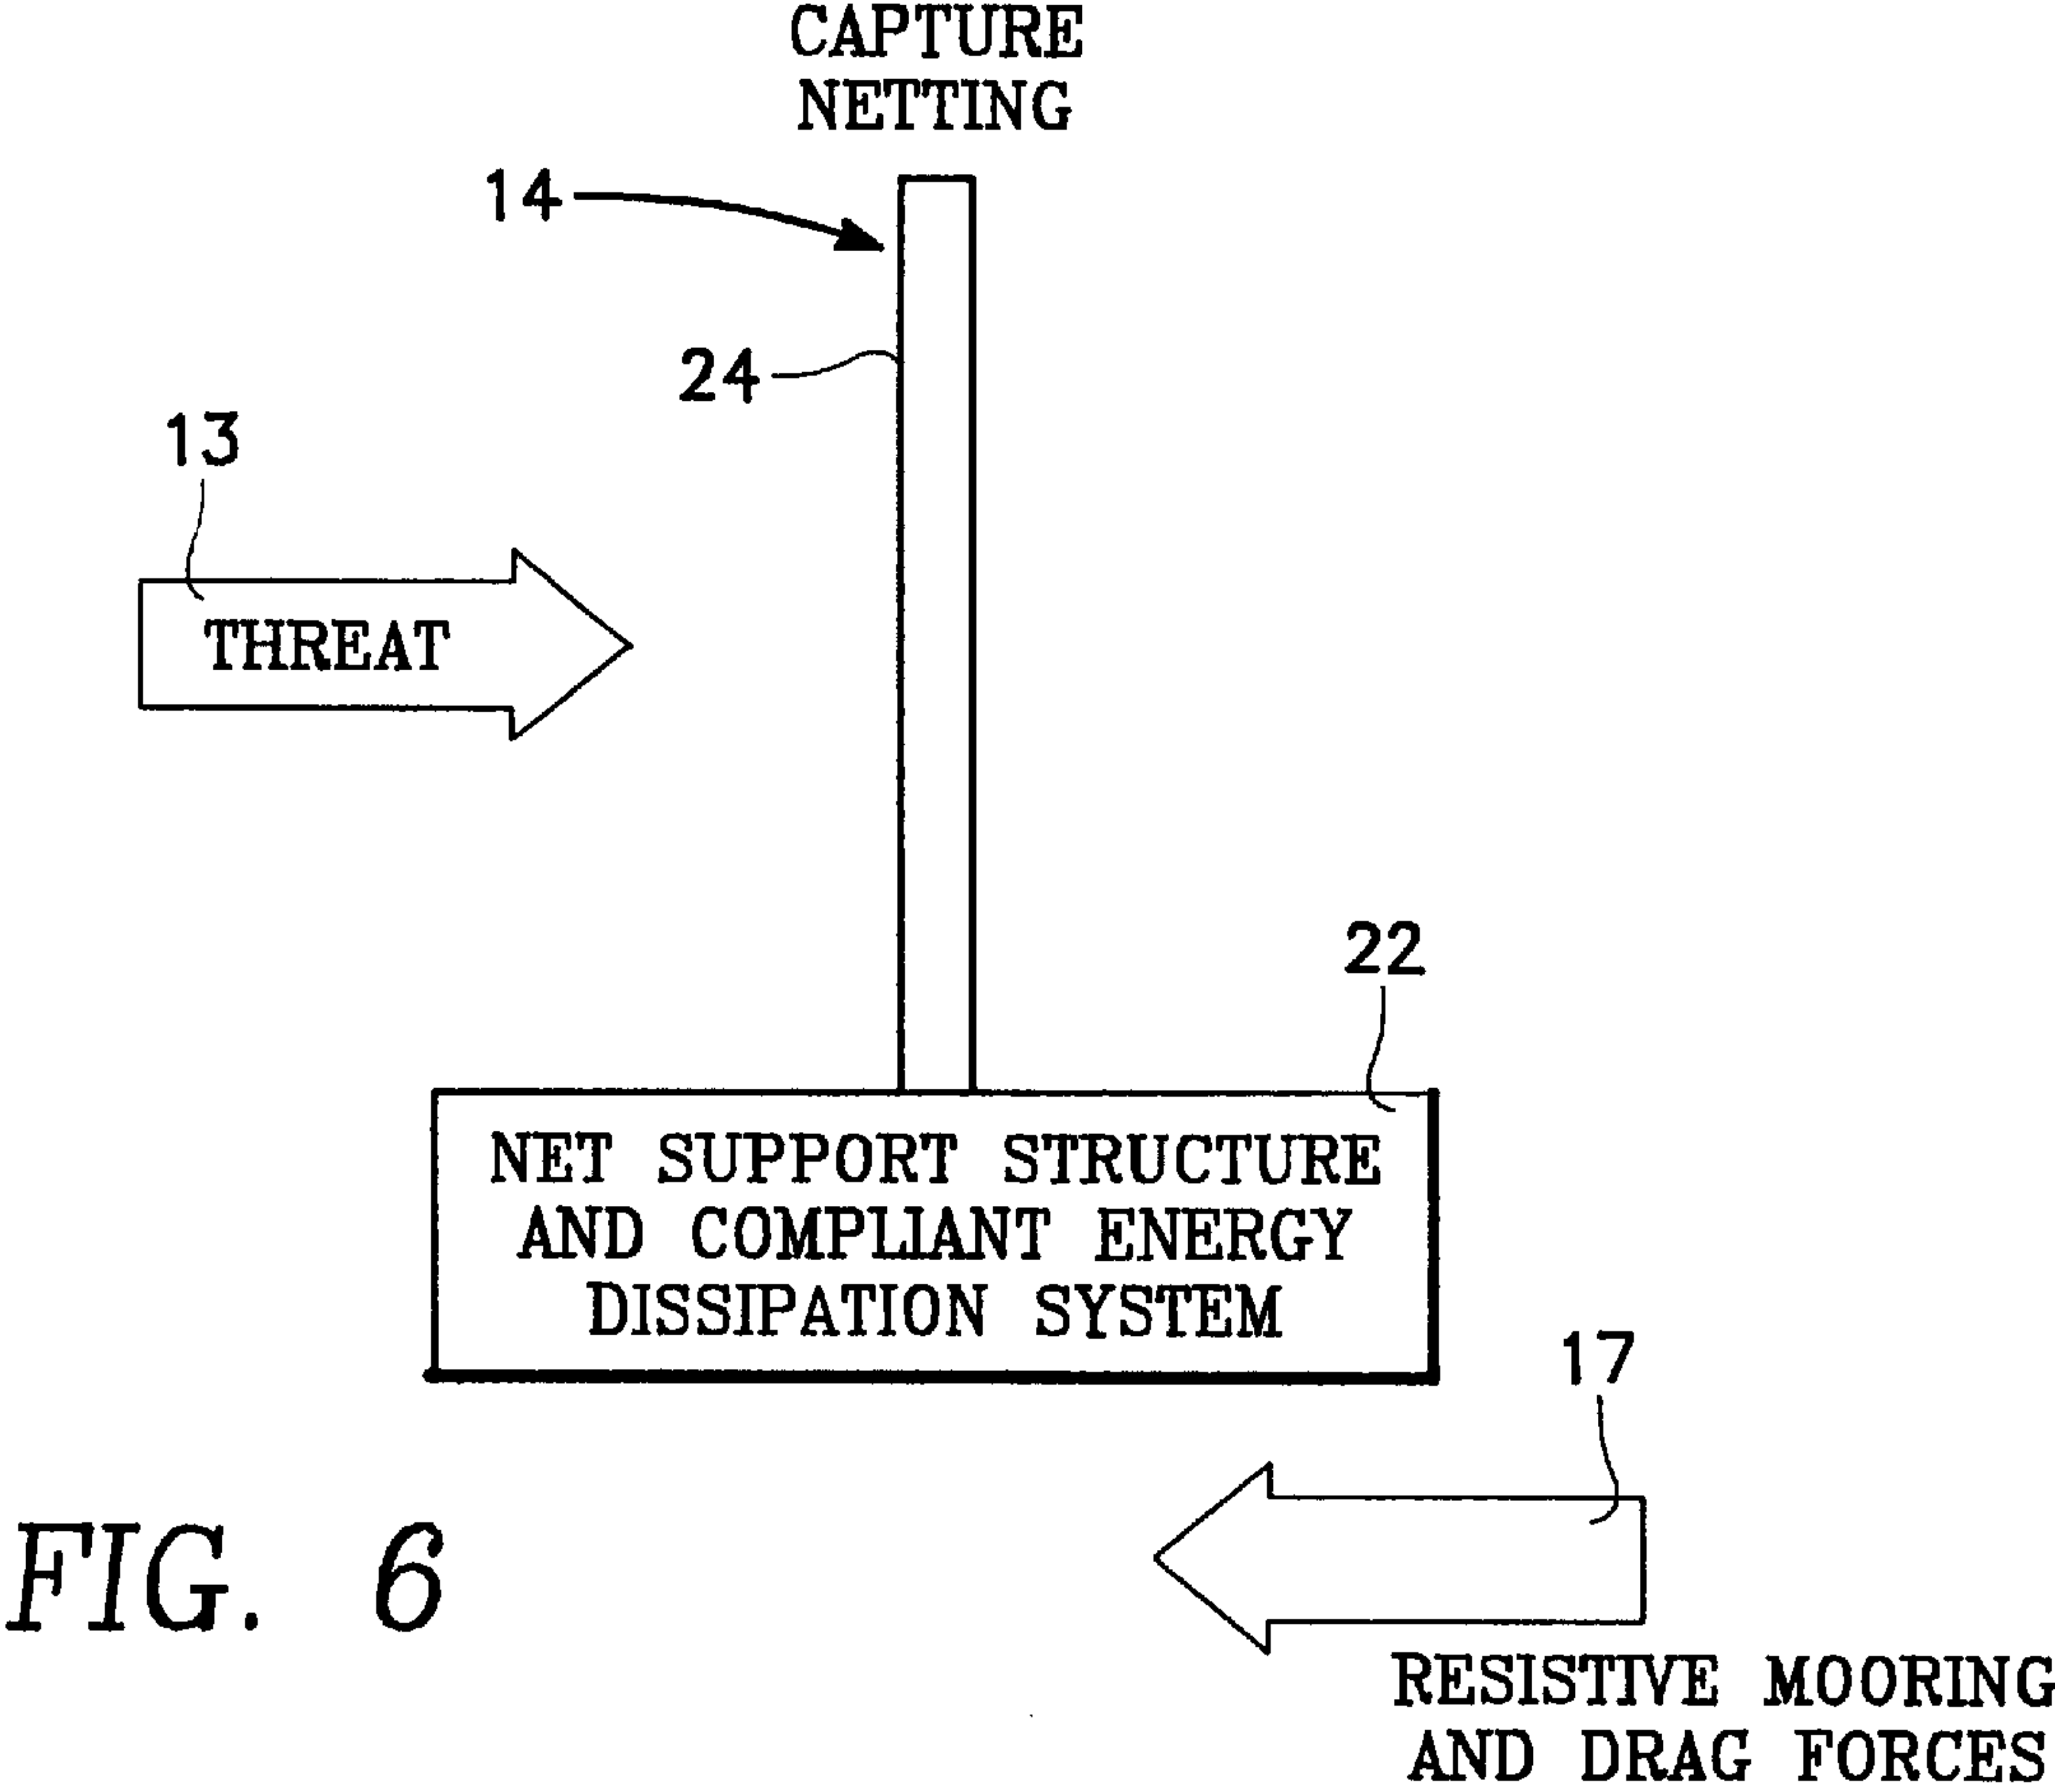 CAPTURE
NETTING
14
24
13
THREAT
22
NET SUPPORT STRUCTURE
AND COMPLIANT ENERGY
DISSIPATION SYSTEM
17
FIG. 6
RESISTIVE MOORING
AND DRAG FORCES